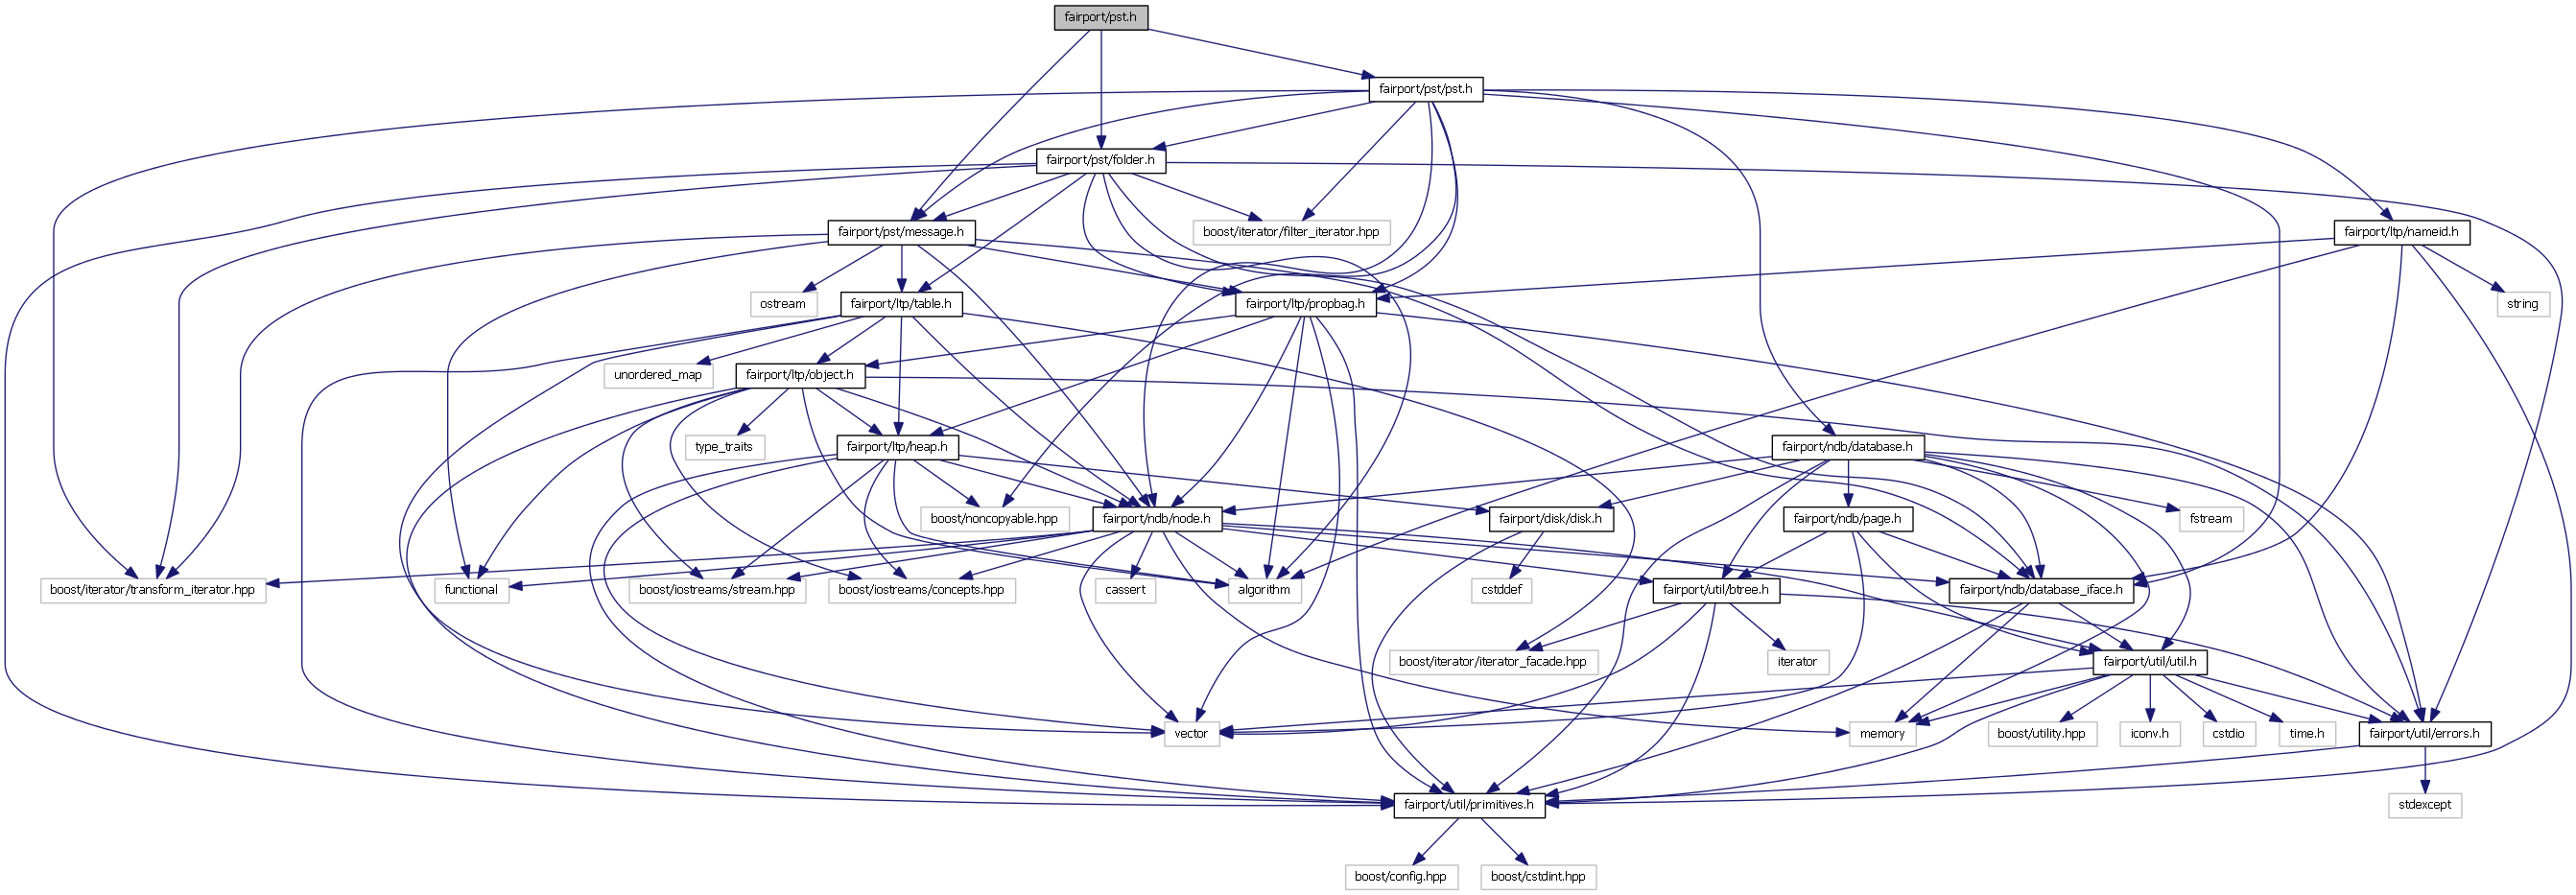 fairport/pst.h
fairport/pst/pst.h
fairport/pst/folder.h
fairport/pst/message.h
boost/iterator/filter_iterator.hpp
fairport/ltp/nameid.h
ostream
fairport/ltp/table.h
fairport/ltp/propbag.h
string
unordered_map
fairport/ltp/object.h
type_traits
fairport/ltp/heap.h
fairport/ndb/database.h
boost/noncopyable.hpp
fairport/ndb/node.h
fairport/disk/disk.h
fairport/ndb/page.h
fstream
boost/iterator/transform_iterator.hpp
functional
boost/iostreams/stream.hpp
boost/iostreams/concepts.hpp
cassert
algorithm
cstddef
fairport/util/btree.h
fairport/ndb/database_iface.h
boost/iterator/iterator_facade.hpp
iterator
fairport/util/util.h
vector
memory
boost/utility.hpp
iconv.h
cstdio
time.h
fairport/util/errors.h
fairport/util/primitives.h
stdexcept
boost/config.hpp
boost/cstdint.hpp